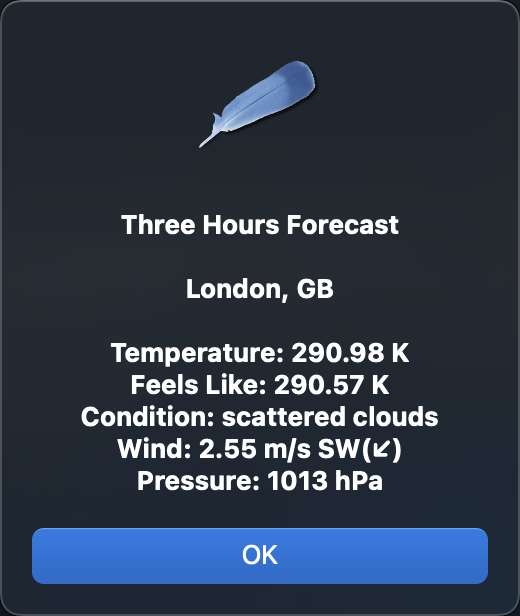 Three Hours Forecast
London, GB
Temperature: 290.98 K
Feels Like: 290.57 K
Condition: scattered clouds
Wind: 2.55 m/s SW(↙)
Pressure: 1013 hPa
OK